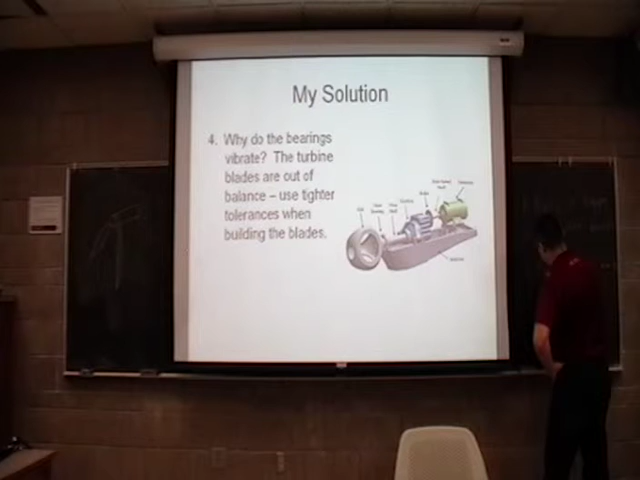 My Solution
4. Why do the bearings
vibrate? The turbine
blades are out of
balance – use tighter
tolerances when
building the blades.